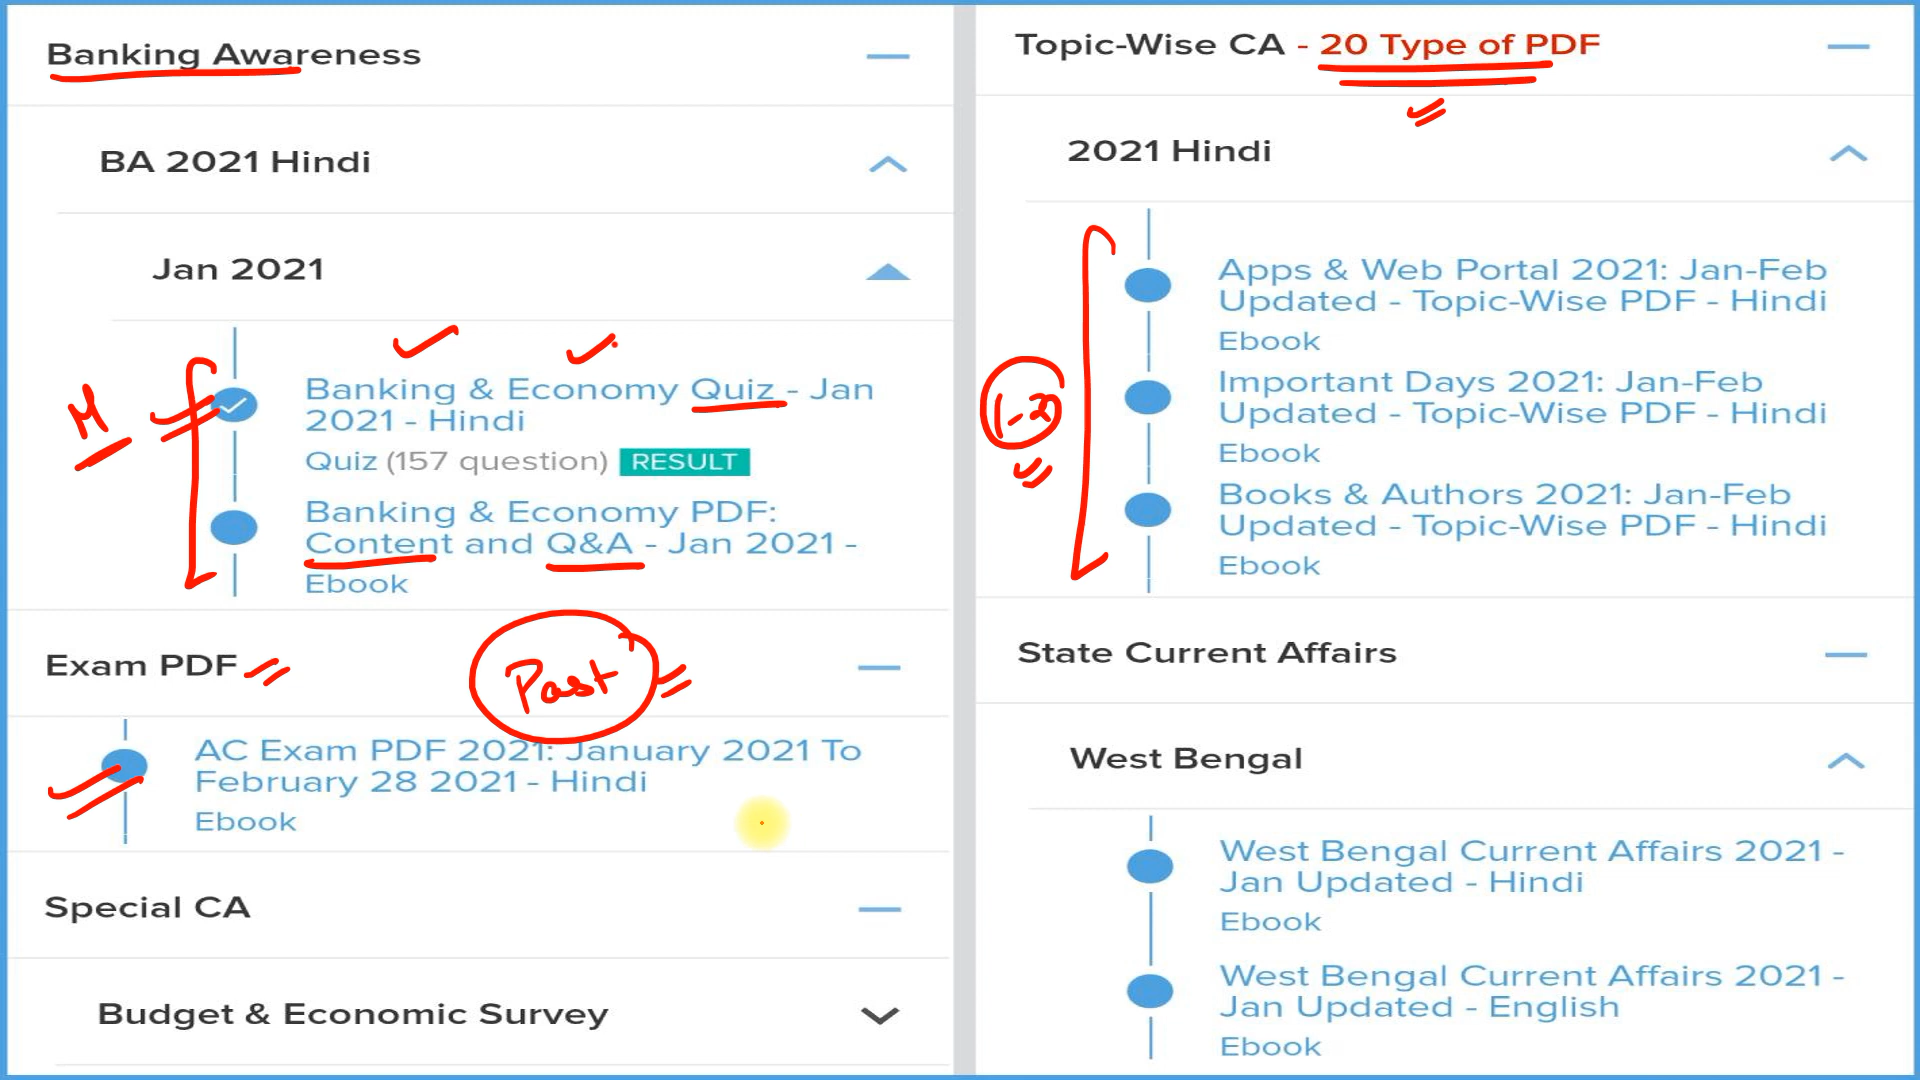 Banking Awareness
BA 2021 Hindi
Jan 2021
M
Banking & Economy Quiz - Jan
2021 - Hindi
Quiz (157 question) RESULT
Banking & Economy PDF:
Content and Q&A - Jan 2021 -
Ebook
Exam PDF
Past
AC Exam PDF 2021: January 2021 To
February 28 2021 - Hindi
Ebook
Special CA
Budget & Economic Survey
Topic-Wise CA - 20 Type of PDF
2021 Hindi
Apps & Web Portal 2021: Jan-Feb
Updated - Topic-Wise PDF - Hindi
Ebook
Important Days 2021: Jan-Feb
Updated - Topic-Wise PDF - Hindi
Ebook
Books & Authors 2021: Jan-Feb
Updated - Topic-Wise PDF - Hindi
Ebook
State Current Affairs
West Bengal
West Bengal Current Affairs 2021 -
Jan Updated - Hindi
Ebook
West Bengal Current Affairs 2021 -
Jan Updated - English
Ebook